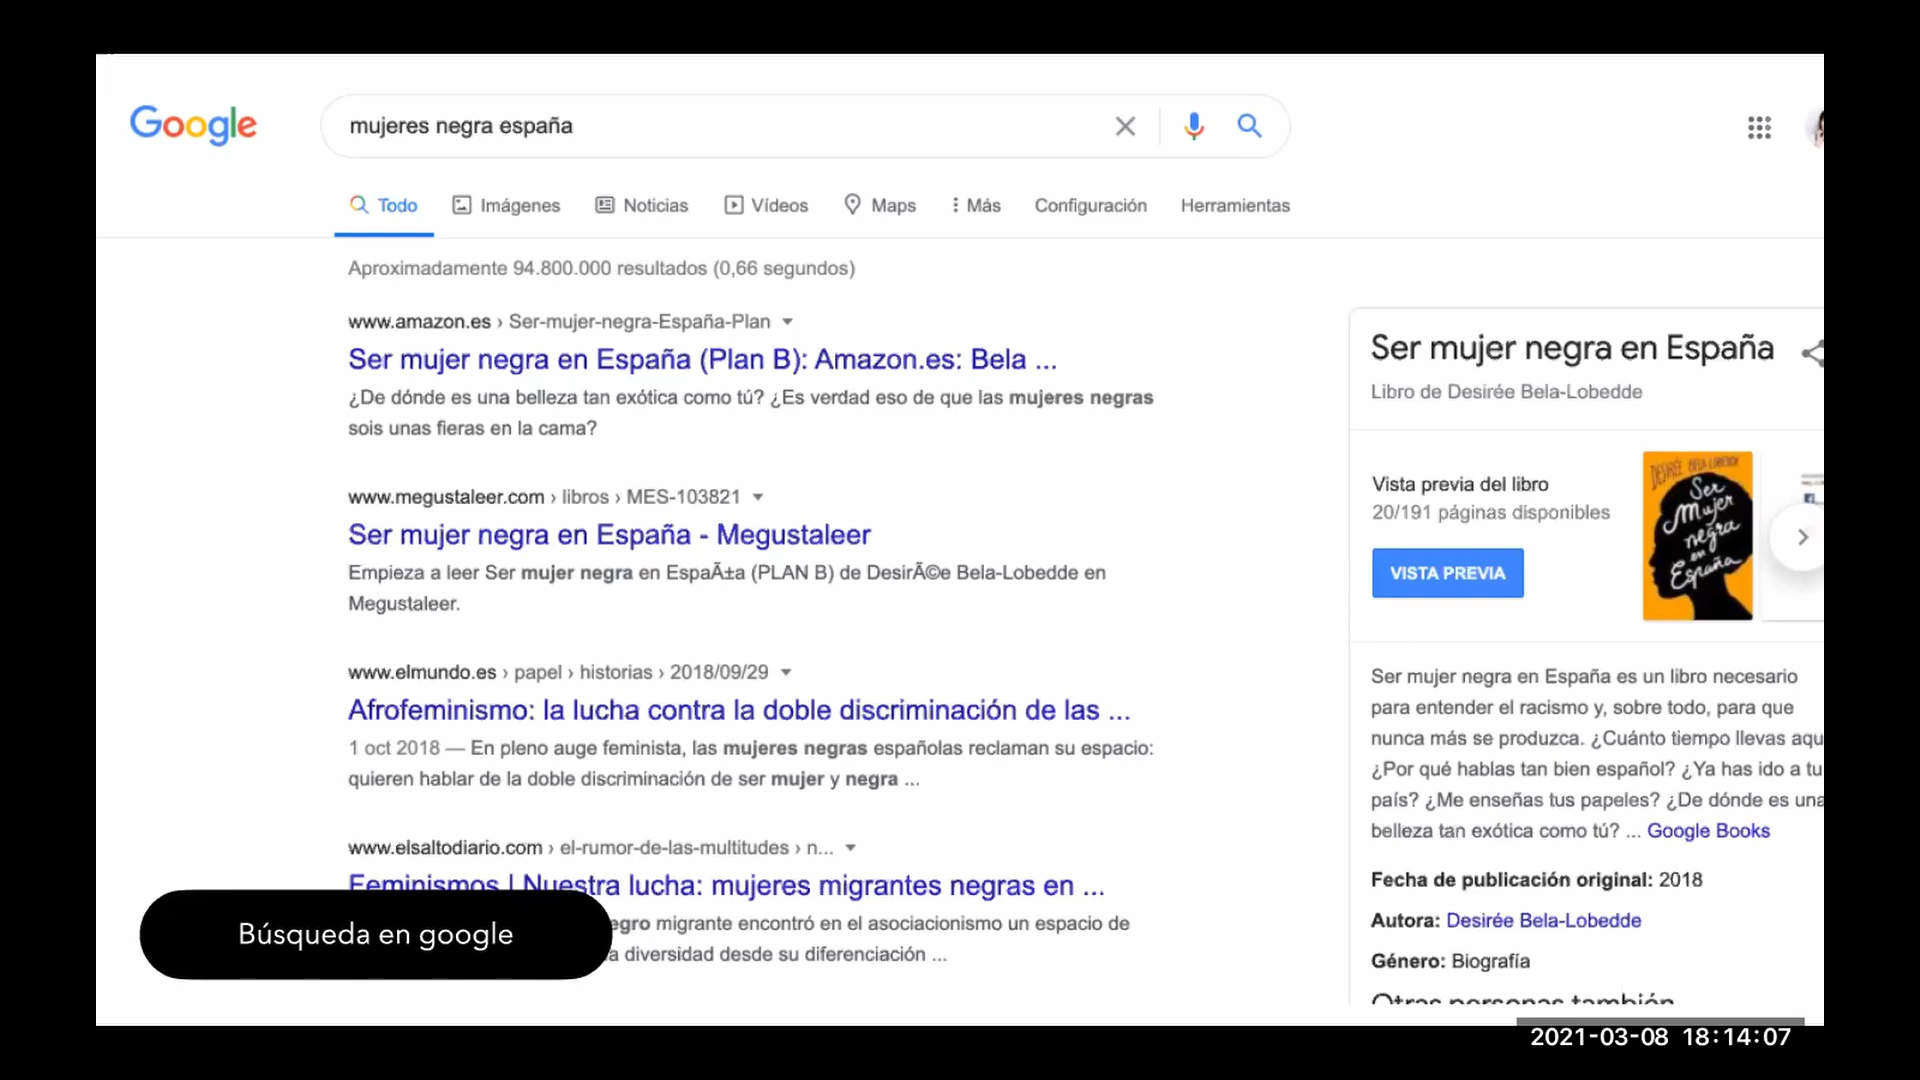 Google
mujeres negra españa
Todo
Imágenes
Noticias
Vídeos
Maps
Más
Configuración
Herramientas
Aproximadamente 94.800.000 resultados (0,66 segundos)
www.amazon.es › Ser-mujer-negra-España-Plan
Ser mujer negra en España (Plan B): Amazon.es: Bela ...
¿De dónde es una belleza tan exótica como tú? ¿Es verdad eso de que las mujeres negras
sois unas fieras en la cama?
www.megustaleer.com › libros › MES-103821
Ser mujer negra en España - Megustaleer
Empieza a leer Ser mujer negra en EspaÃ±a (PLAN B) de DesirÃ©e Bela-Lobedde en
Megustaleer.
www.elmundo.es › papel › historias › 2018/09/29
Afrofeminismo: la lucha contra la doble discriminación de las ...
1 oct 2018 — En pleno auge feminista, las mujeres negras españolas reclaman su espacio:
quieren hablar de la doble discriminación de ser mujer y negra ...
www.elsaltodiario.com › el-rumor-de-las-multitudes › n...
Feminismos | Nuestra lucha: mujeres migrantes negras en ...
egro migrante encontró en el asociacionismo un espacio de
a diversidad desde su diferenciación ...
Búsqueda en google
Ser mujer negra en España
Libro de Desirée Bela-Lobedde
Vista previa del libro
20/191 páginas disponibles
VISTA PREVIA
DESIRÉE BELA-LOBEDDE
Ser
Mujer
negra
en
España
Ser mujer negra en España es un libro necesario
para entender el racismo y, sobre todo, para que
nunca más se produzca. ¿Cuánto tiempo llevas aqu
¿Por qué hablas tan bien español? ¿Ya has ido a tu
país? ¿Me enseñas tus papeles? ¿De dónde es una
belleza tan exótica como tú? ... Google Books
Fecha de publicación original: 2018
Autora: Desirée Bela-Lobedde
Género: Biografía
Otras personas también
2021-03-08 18:14:07